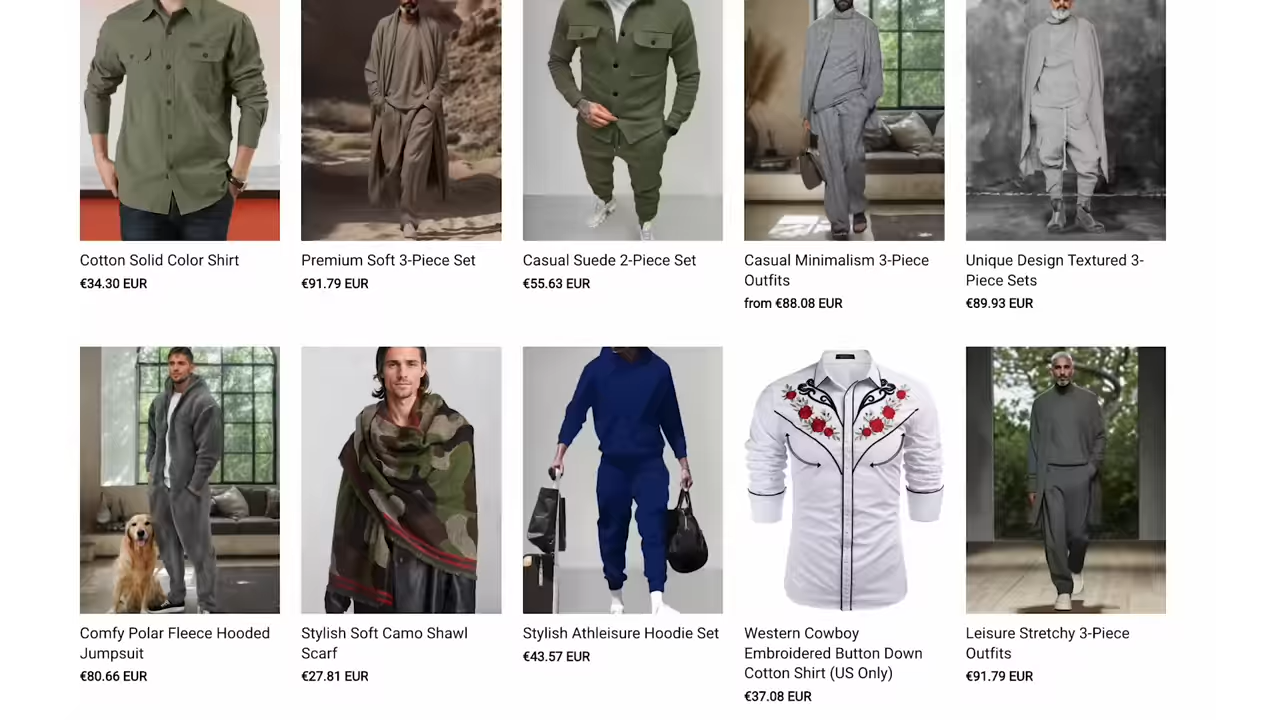 Cotton Solid Color Shirt
€34.30 EUR
Premium Soft 3-Piece Set
€91.79 EUR
Casual Suede 2-Piece Set
€55.63 EUR
Casual Minimalism 3-Piece
Outfits
from €88.08 EUR
Unique Design Textured 3-
Piece Sets
€89.93 EUR
Comfy Polar Fleece Hooded
Jumpsuit
€80.66 EUR
Stylish Soft Camo Shawl
Scarf
€27.81 EUR
Stylish Athleisure Hoodie Set
€43.57 EUR
Western Cowboy
Embroidered Button Down
Cotton Shirt (US Only)
€37.08 EUR
Leisure Stretchy 3-Piece
Outfits
€91.79 EUR